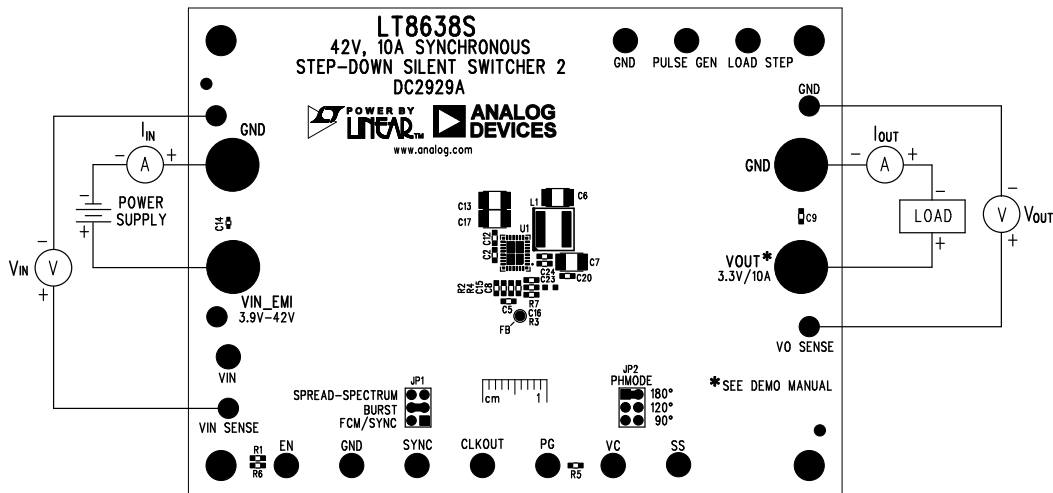 LT8638S
42V, 10A SYNCHRONOUS
STEP-DOWN SILENT SWITCHER 2
DC2929A
POWER BY
LINEAR™
ANALOG
DEVICES
www.analog.com
GND
PULSE GEN
LOAD STEP
GND
GND
IIN
- A +
-
POWER
SUPPLY
+
-
VIN
V
+
C14
VIN_EMI
3.9V-42V
VIN
VIN SENSE
GND
IOUT
- A +
-
LOAD
+
-
V
VOUT
+
C9
VOUT*
3.3V/10A
VO SENSE
*SEE DEMO MANUAL
C13
C17
L1
C6
U1
C12
C2
C7
C24
C20
C23
R2
R4
C15
C8
R7
C5
C16
R3
FB
JP1
SPREAD-SPECTRUM
BURST
FCM/SYNC
cm 1
JP2
PHMODE
180°
120°
90°
R1
R6
EN
GND
SYNC
CLKOUT
PG
R5
VC
SS